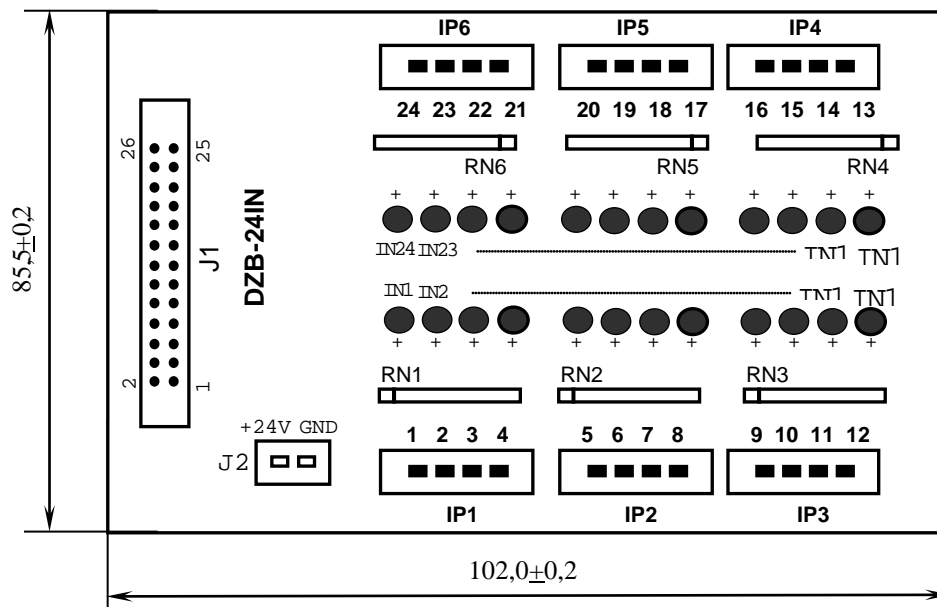 IP6 IP5 IP4
24 23 22 21 20 19 18 17 16 15 14 13
RN6 RN5 RN4
+ + + + + + + + + + + +
IN24 IN23
IN1 IN2
+ + + + + + + + + + + +
RN1 RN2 RN3
1 2 3 4 5 6 7 8 9 10 11 12
IP1 IP2 IP3
26 25
J1
2 1
DZB-24IN
+24V GND
J2
85,5±0,2
102,0±0,2